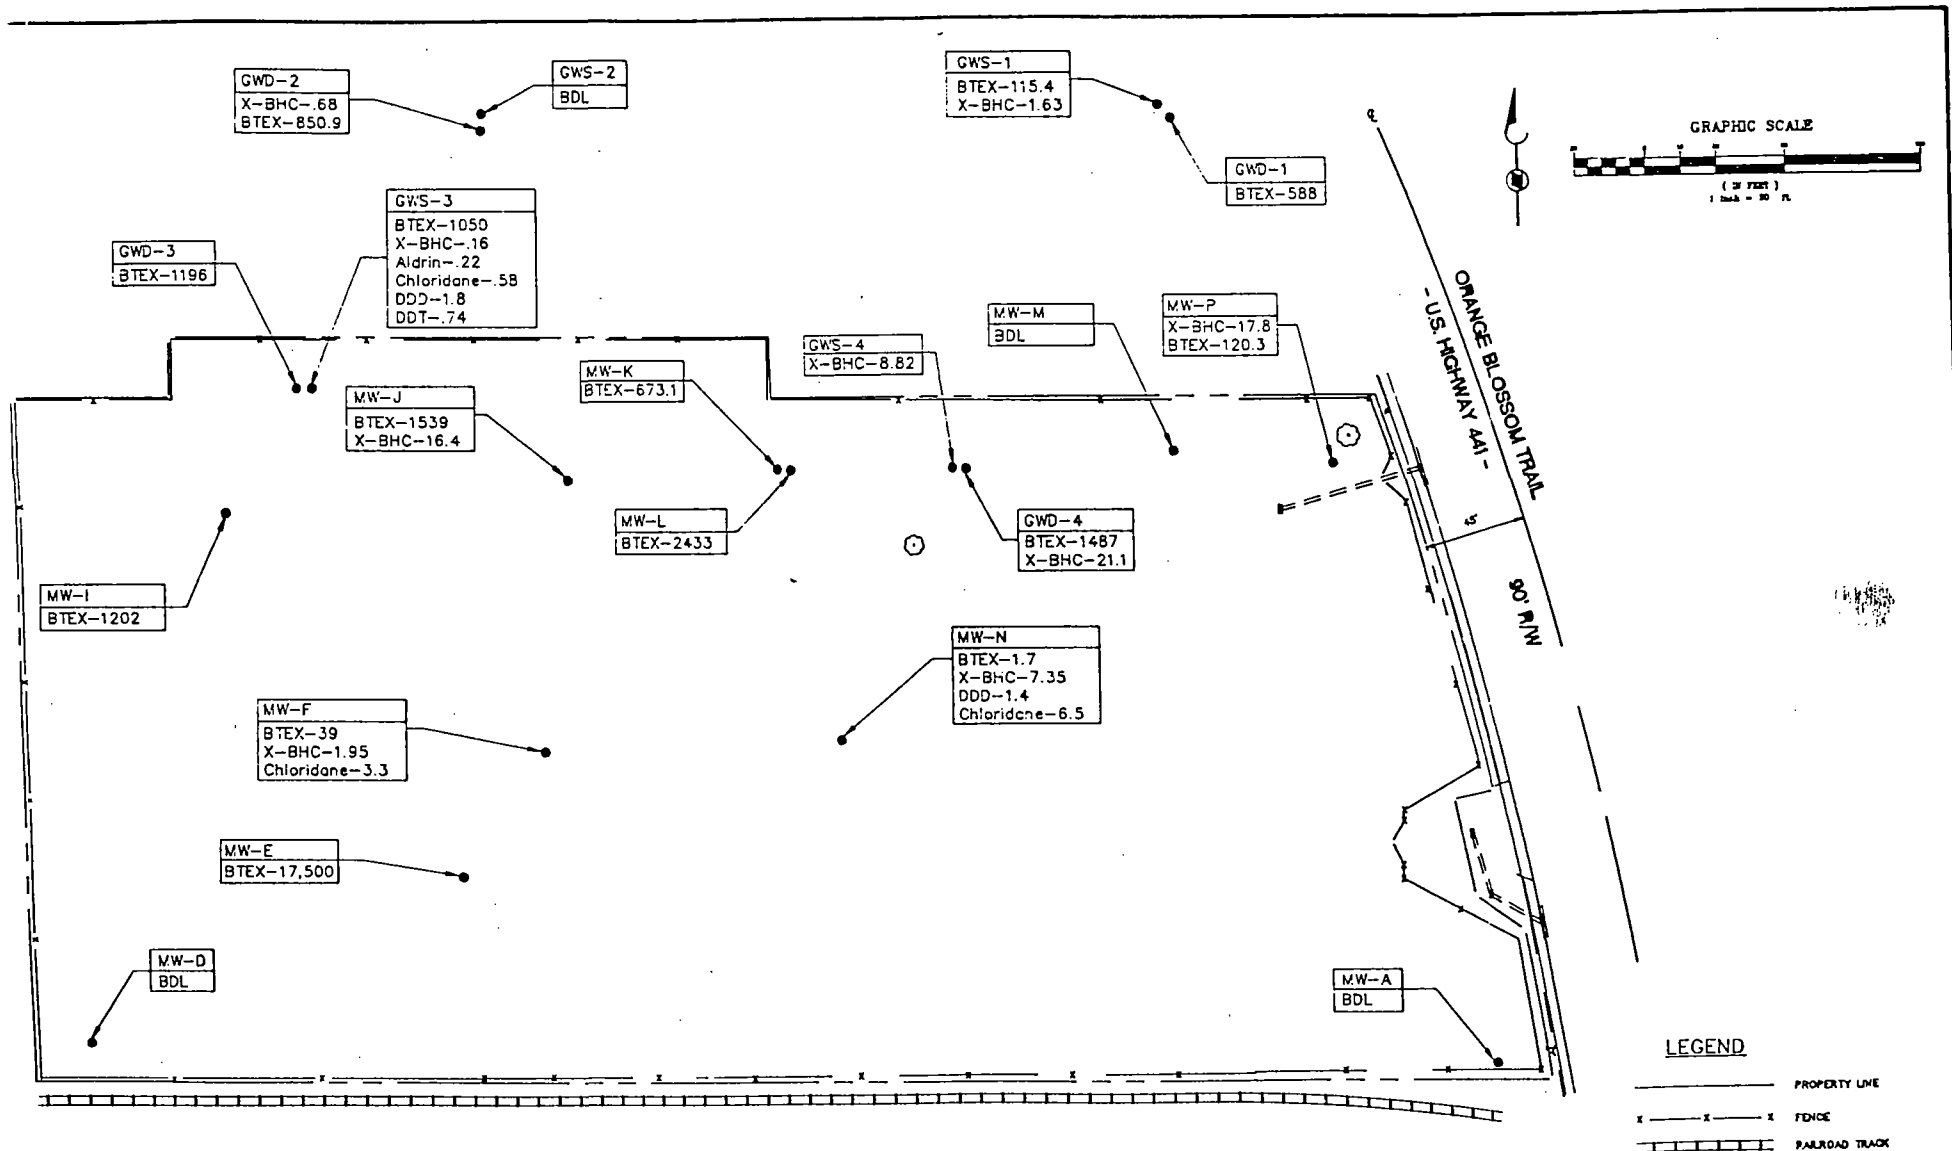 GWD-2
X-BHC-.68
BTEX-850.9
GWS-2
BDL
GWS-1
BTEX-115.4
X-BHC-1.63
GWD-1
BTEX-588
GRAPHIC SCALE
( IN FEET )
GWS-3
BTEX-1050
X-BHC-.16
Aldrin-.22
Chloridane-.58
DDD-1.8
DDT-.74
GWD-3
BTEX-1196
MW-J
BTEX-1539
X-BHC-16.4
MW-K
BTEX-673.1
GWS-4
X-BHC-8.82
MW-M
BDL
MW-P
X-BHC-17.8
BTEX-120.3
ORANGE BLOSSOM TRAIL
- U.S. HIGHWAY 441 -
45'
90' R/W
MW-L
BTEX-2433
GWD-4
BTEX-1487
X-BHC-21.1
MW-I
BTEX-1202
MW-N
BTEX-1.7
X-BHC-7.35
DDD-1.4
Chloridane-6.5
MW-F
BTEX-39
X-BHC-1.95
Chloridane-3.3
MW-E
BTEX-17,500
MW-D
BDL
MW-A
BDL
LEGEND
PROPERTY LINE
FENCE
RAILROAD TRACK